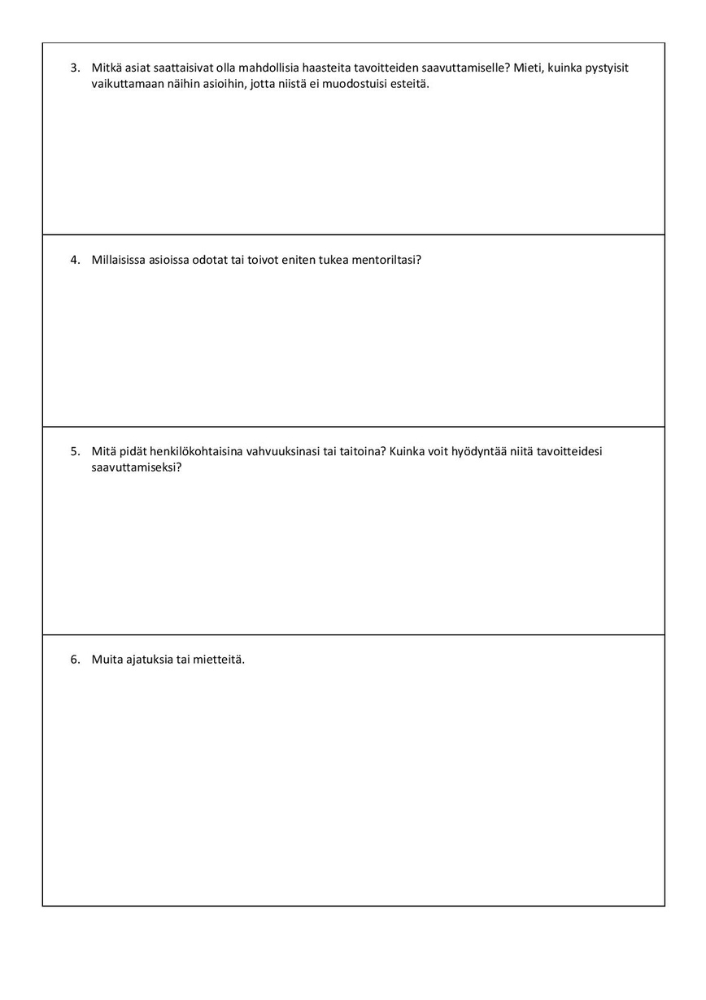 3. Mitkä asiat saattaisivat olla mahdollisia haasteita tavoitteiden saavuttamiselle? Mieti, kuinka pystyisit
vaikuttamaan näihin asioihin, jotta niistä ei muodostuisi esteitä.
4. Millaisissa asioissa odotat tai toivot eniten tukea mentoriltasi?
5. Mitä pidät henkilökohtaisina vahvuuksinasi tai taitoina? Kuinka voit hyödyntää niitä tavoitteidesi
saavuttamiseksi?
6. Muita ajatuksia tai mietteitä.